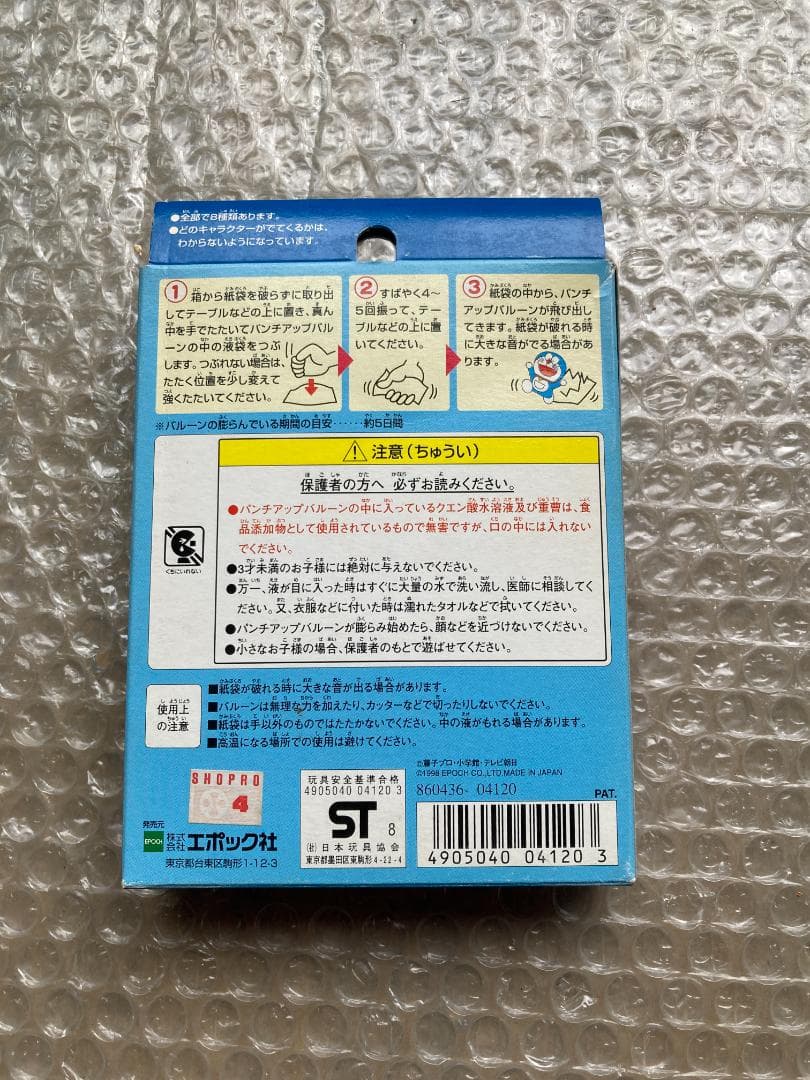 ●全部で8種類あります。
●どのキャラクターがでてくるかは、
わからないようになっています。
① 箱から紙袋を破らずに取り出
してテーブルなどの上に置き、真ん
中を手でたたいてパンチアップバル
ーンの中の液袋をつぶ
します。つぶれない場合は、
たたく位置を少し変えて
強くたたいてください。
② すばやく4～
5回振って、テー
ブルなどの上に置
いてください。
③ 紙袋の中から、パンチ
アップバルーンが飛び出し
てきます。紙袋が破れる時
に大きな音がでる場合があ
ります。
※バルーンの膨らんでいる期間の目安……約5日間
注意(ちゅうい)
保護者の方へ 必ずお読みください。
●パンチアップバルーンの中に入っているクエン酸水溶液及び重曹は、食
品添加物として使用されているもので無害ですが、口の中には入れない
でください。
●3才未満のお子様には絶対に与えないでください。
●万一、液が目に入った時はすぐに大量の水で洗い流し、医師に相談してく
ださい。又、衣服などに付いた時は濡れたタオルなどで拭いてください。
●パンチアップバルーンが膨らみ始めたら、顔などを近づけないでください。
●小さなお子様の場合、保護者のもとで遊ばせてください。
くちにいれない
使用上
の注意
■紙袋が破れる時に大きな音が出る場合があります。
■バルーンは無理な力を加えたり、カッターなどで切ったりしないでください。
■紙袋は手以外のものではたたかないでください。中の液がもれる場合があります。
■高温になる場所での使用は避けてください。
SHOPRO
4
発売元
EPOCH 株式会社 エポック社
東京都台東区駒形1-12-3
玩具安全基準合格
4905040 04120 3
ST 8
(社)日本玩具協会
東京都墨田区東駒形4-22-4
©藤子プロ・小学館・テレビ朝日
©1998 EPOCH CO.,LTD. MADE IN JAPAN
860436- 04120
PAT.
4905040 04120 3